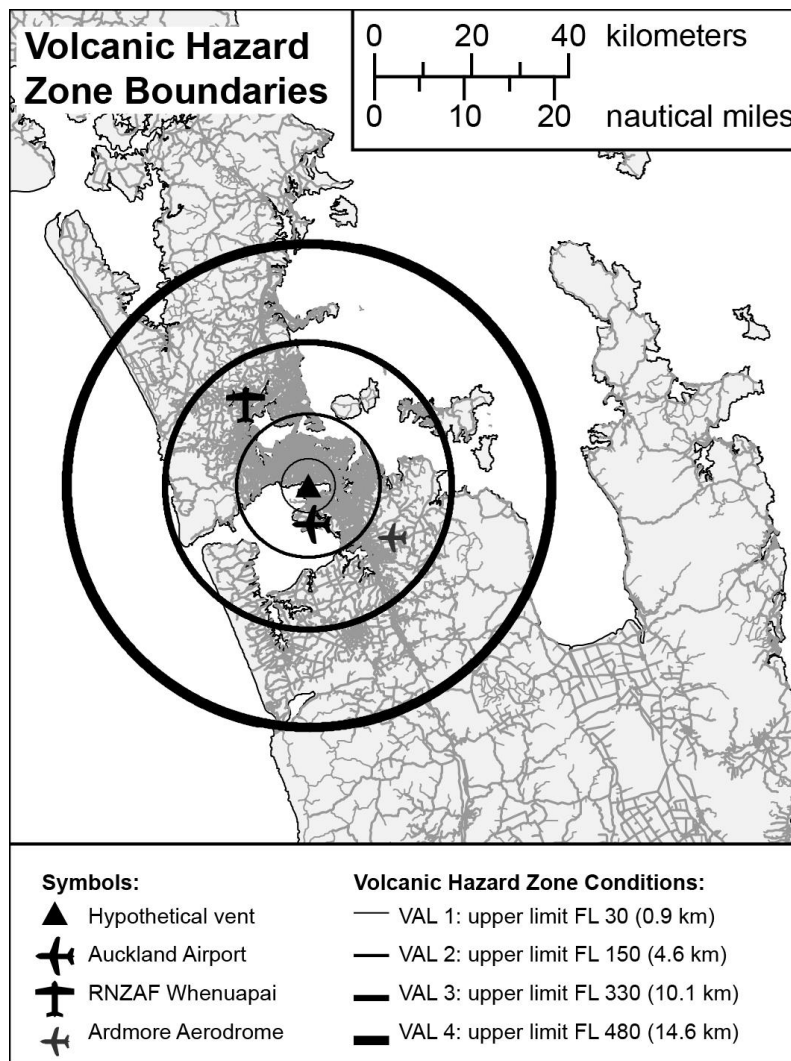 Volcanic Hazard
Zone Boundaries
0 20 40 kilometers
0 10 20 nautical miles
Symbols:
Hypothetical vent
Auckland Airport
RNZAF Whenuapai
Ardmore Aerodrome
Volcanic Hazard Zone Conditions:
VAL 1: upper limit FL 30 (0.9 km)
VAL 2: upper limit FL 150 (4.6 km)
VAL 3: upper limit FL 330 (10.1 km)
VAL 4: upper limit FL 480 (14.6 km)